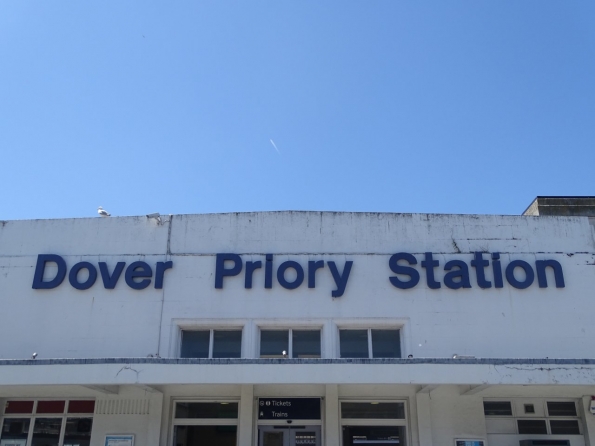 Dover Priory Station
Tickets
Trains